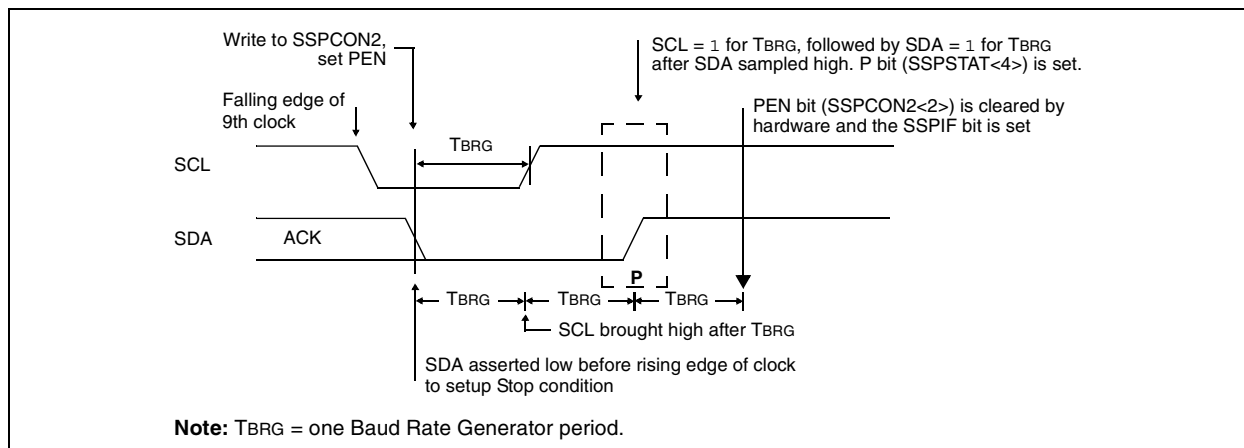 Write to SSPCON2,
set PEN
SCL = 1 for TBRG, followed by SDA = 1 for TBRG
after SDA sampled high. P bit (SSPSTAT<4>) is set.
Falling edge of
9th clock
PEN bit (SSPCON2<2>) is cleared by
hardware and the SSPIF bit is set
TBRG
SCL
SDA
ACK
P
TBRG
TBRG
TBRG
SCL brought high after TBRG
SDA asserted low before rising edge of clock
to setup Stop condition
Note: TBRG = one Baud Rate Generator period.